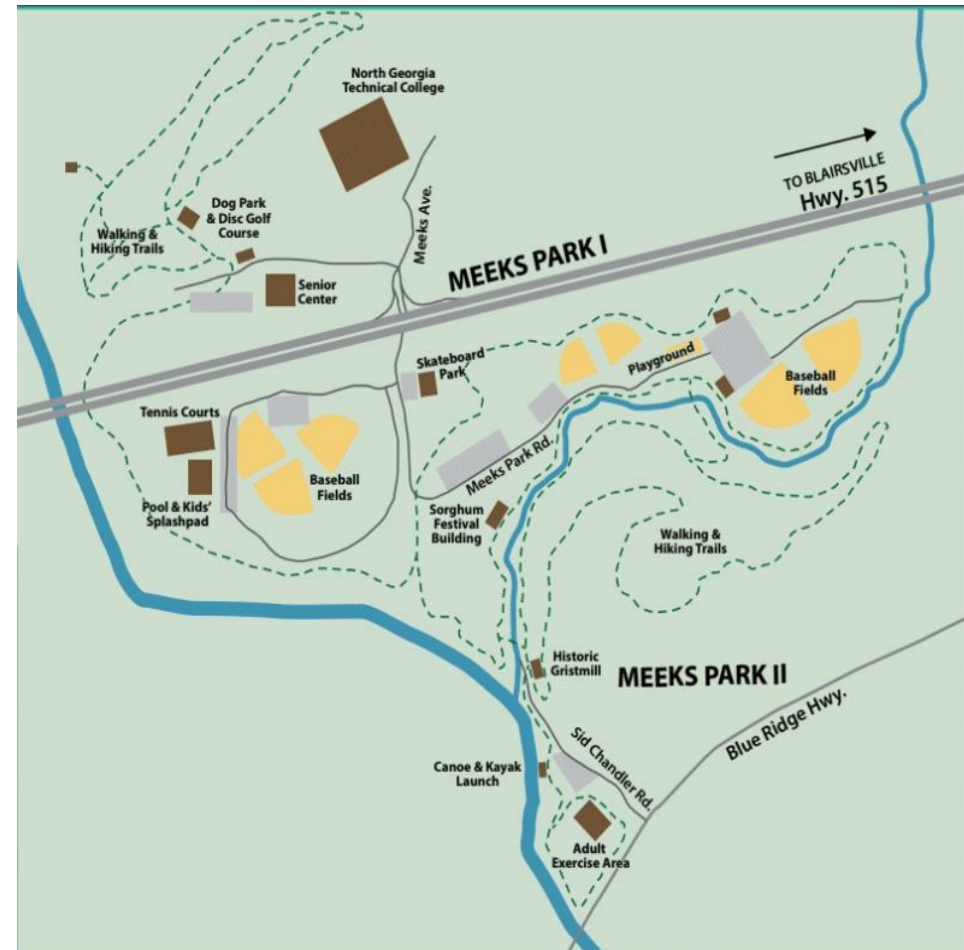 North Georgia
Technical College
TO BLAIRSVILLE
Hwy. 515
Dog Park
& Disc Golf
Course
Walking &
Hiking Trails
Meeks Ave.
MEEKS PARK I
Senior
Center
Skateboard
Park
Playground
Baseball
Fields
Tennis Courts
Meeks Park Rd.
Baseball
Fields
Pool & Kids'
Splashpad
Sorghum
Festival
Building
Walking &
Hiking Trails
Historic
Gristmill
MEEKS PARK II
Blue Ridge Hwy.
Sid Chandler Rd.
Canoe & Kayak
Launch
Adult
Exercise Area